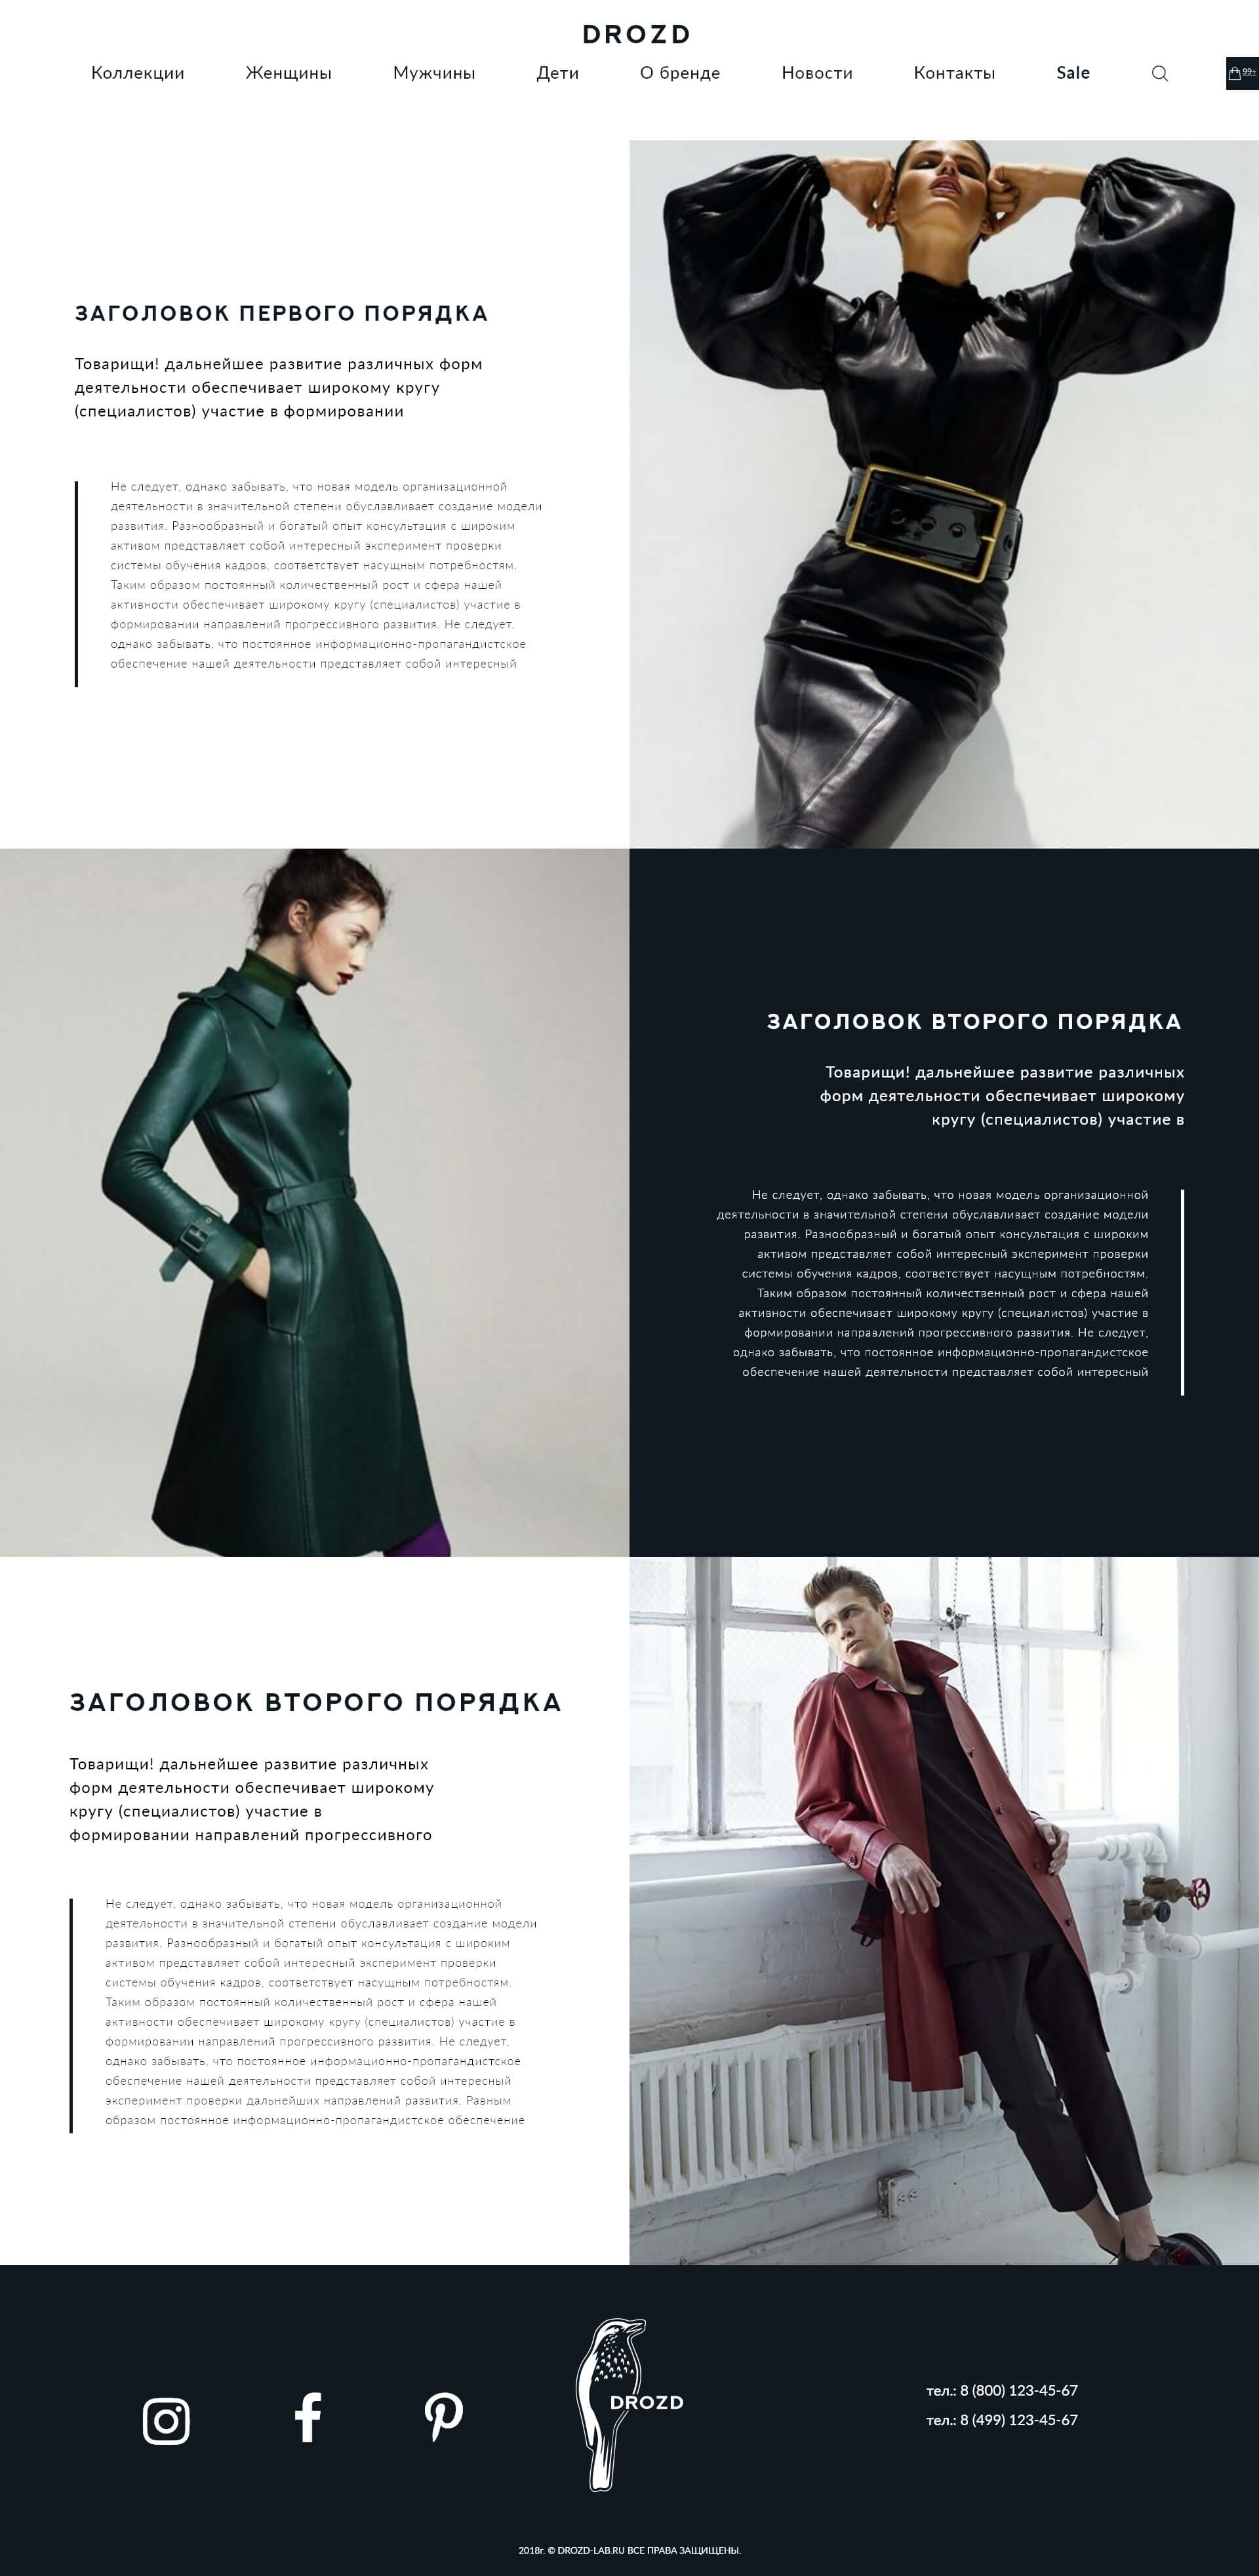 DROZD
Коллекции Женщины Мужчины Дети О бренде Новости Контакты Sale 99+
ЗАГОЛОВОК ПЕРВОГО ПОРЯДКА
Товарищи! дальнейшее развитие различных форм
деятельности обеспечивает широкому кругу
(специалистов) участие в формировании
Не следует, однако забывать, что новая модель организационной
деятельности в значительной степени обуславливает создание модели
развития. Разнообразный и богатый опыт консультация с широким
активом представляет собой интересный эксперимент проверки
системы обучения кадров, соответствует насущным потребностям.
Таким образом постоянный количественный рост и сфера нашей
активности обеспечивает широкому кругу (специалистов) участие в
формировании направлений прогрессивного развития. Не следует,
однако забывать, что постоянное информационно-пропагандистское
обеспечение нашей деятельности представляет собой интересный
ЗАГОЛОВОК ВТОРОГО ПОРЯДКА
Товарищи! дальнейшее развитие различных
форм деятельности обеспечивает широкому
кругу (специалистов) участие в
Не следует, однако забывать, что новая модель организационной
деятельности в значительной степени обуславливает создание модели
развития. Разнообразный и богатый опыт консультация с широким
активом представляет собой интересный эксперимент проверки
системы обучения кадров, соответствует насущным потребностям.
Таким образом постоянный количественный рост и сфера нашей
активности обеспечивает широкому кругу (специалистов) участие в
формировании направлений прогрессивного развития. Не следует,
однако забывать, что постоянное информационно-пропагандистское
обеспечение нашей деятельности представляет собой интересный
ЗАГОЛОВОК ВТОРОГО ПОРЯДКА
Товарищи! дальнейшее развитие различных
форм деятельности обеспечивает широкому
кругу (специалистов) участие в
формировании направлений прогрессивного
Не следует, однако забывать, что новая модель организационной
деятельности в значительной степени обуславливает создание модели
развития. Разнообразный и богатый опыт консультация с широким
активом представляет собой интересный эксперимент проверки
системы обучения кадров, соответствует насущным потребностям.
Таким образом постоянный количественный рост и сфера нашей
активности обеспечивает широкому кругу (специалистов) участие в
формировании направлений прогрессивного развития. Не следует,
однако забывать, что постоянное информационно-пропагандистское
обеспечение нашей деятельности представляет собой интересный
эксперимент проверки дальнейших направлений развития. Равным
образом постоянное информационно-пропагандистское обеспечение
DROZD
тел.: 8 (800) 123-45-67
тел.: 8 (499) 123-45-67
2018г. © DROZD-LAB.RU ВСЕ ПРАВА ЗАЩИЩЕНЫ.